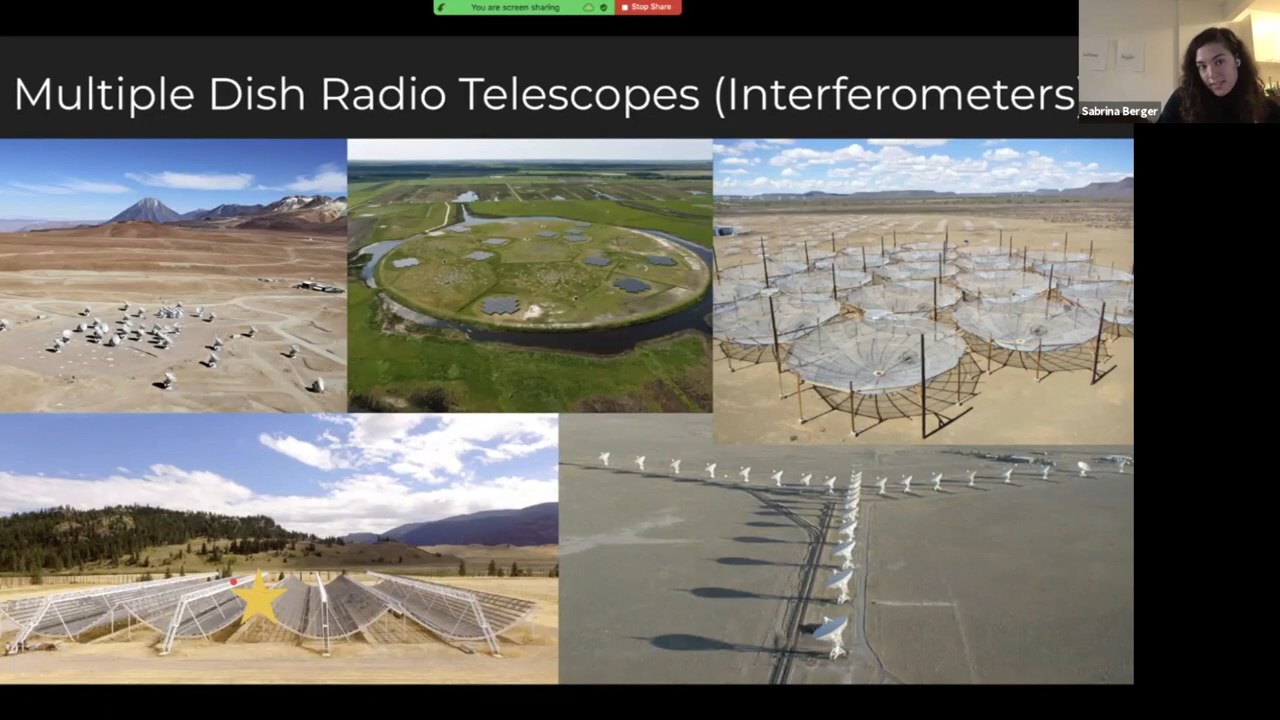 You are screen sharing
Stop Share
Multiple Dish Radio Telescopes (Interferometers)
Sabrina Berger